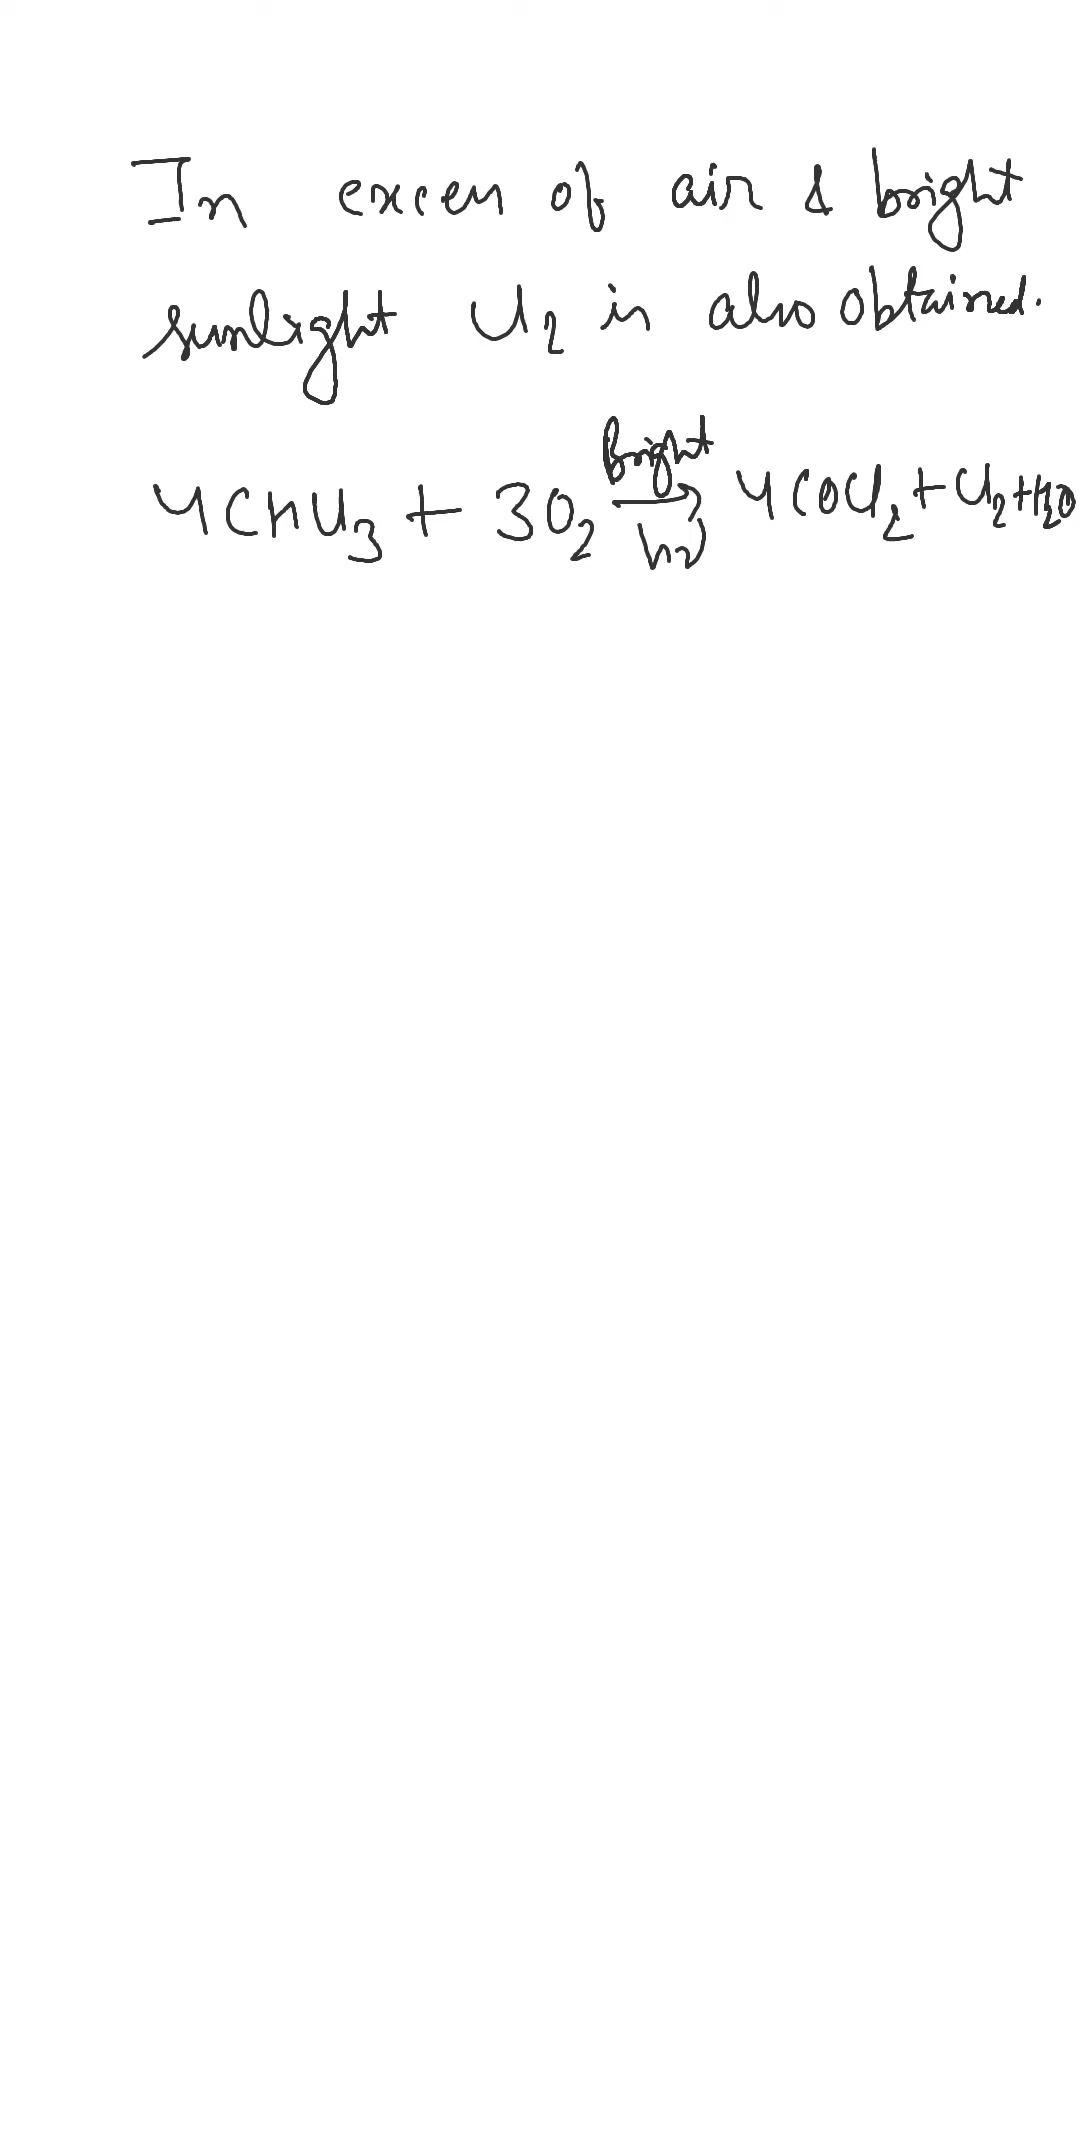 In excess of air & bright
sunlight Cl₂ is also obtained.
4CHCl₃ + 3O₂ —Bright hν→ 4COCl₂ + Cl₂ + H₂O